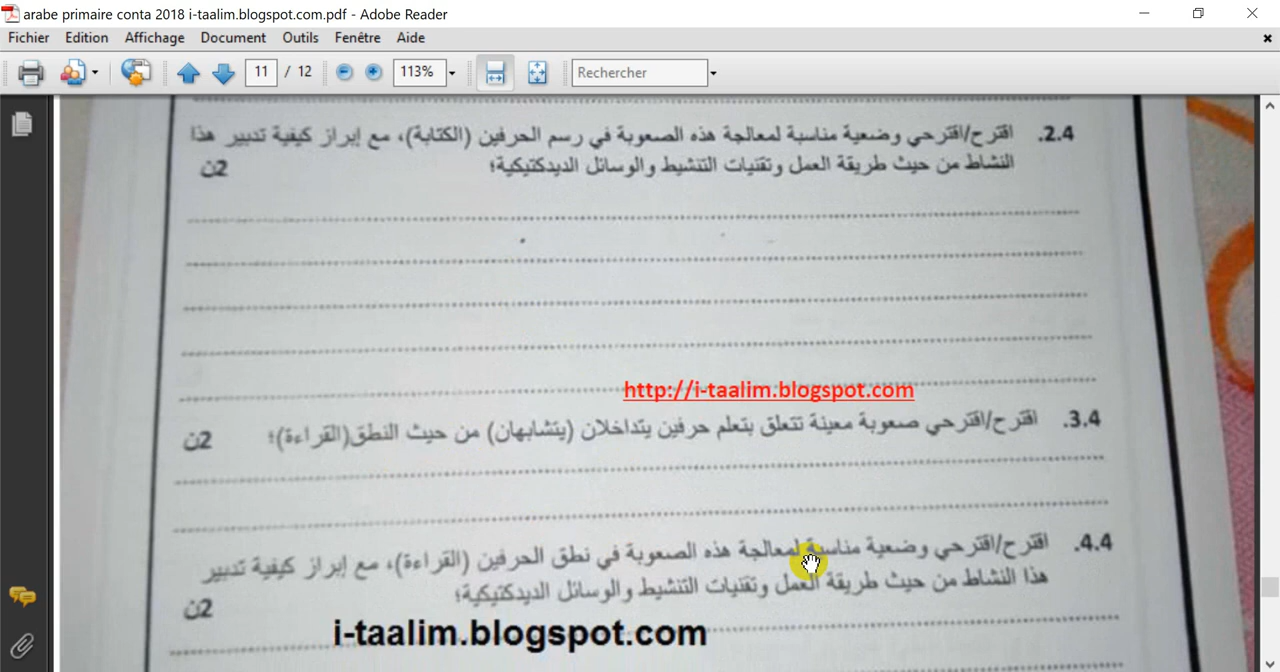 arabe primaire conta 2018 i-taalim.blogspot.com.pdf - Adobe Reader
Fichier Edition Affichage Document Outils Fenêtre Aide
11 / 12 113% Rechercher
2.4. اقترح/اقترحي وضعية مناسبة لمعالجة هذه الصعوبة في رسم الحرفين (الكتابة)، مع إبراز كيفية تدبير هذا
النشاط من حيث طريقة العمل وتقنيات التنشيط والوسائل الديدكتيكية؛ 2ن
http://i-taalim.blogspot.com
3.4. اقترح/اقترحي صعوبة معينة تتعلق بتعلم حرفين يتداخلان (يتشابهان) من حيث النطق(القراءة)؛ 2ن
4.4. اقترح/اقترحي وضعية مناسبة لمعالجة هذه الصعوبة في نطق الحرفين (القراءة)، مع إبراز كيفية تدبير
هذا النشاط من حيث طريقة العمل وتقنيات التنشيط والوسائل الديدكتيكية؛ 2ن
i-taalim.blogspot.com